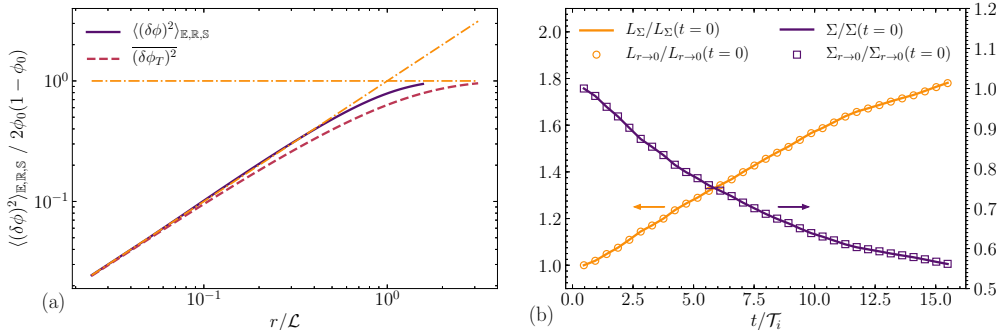 ⟨(δϕ)²⟩𝔼,ℝ,𝕊
(δϕ_T)²
10⁰
10⁻¹
⟨(δϕ)²⟩𝔼,ℝ,𝕊 / 2ϕ₀(1 − ϕ₀)
(a)
10⁻¹ 10⁰
r/ℒ
L_Σ/L_Σ(t = 0)
L_{r→0}/L_{r→0}(t = 0)
Σ/Σ(t = 0)
Σ_{r→0}/Σ_{r→0}(t = 0)
2.0
1.8
1.6
1.4
1.2
1.0
1.2
1.1
1.0
0.9
0.8
0.7
0.6
0.5
(b)
0.0 2.5 5.0 7.5 10.0 12.5 15.0
t/𝒯ᵢ